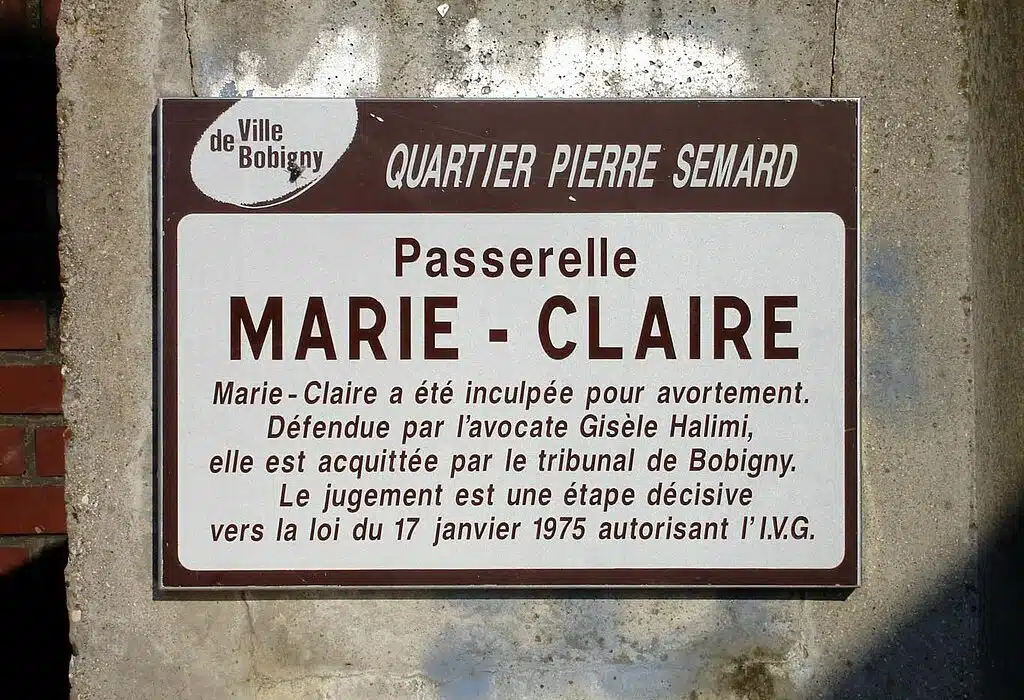 de Ville
Bobigny
QUARTIER PIERRE SEMARD
Passerelle
MARIE - CLAIRE
Marie - Claire a été inculpée pour avortement.
Défendue par l'avocate Gisèle Halimi,
elle est acquittée par le tribunal de Bobigny.
Le jugement est une étape décisive
vers la loi du 17 janvier 1975 autorisant l'I.V.G.